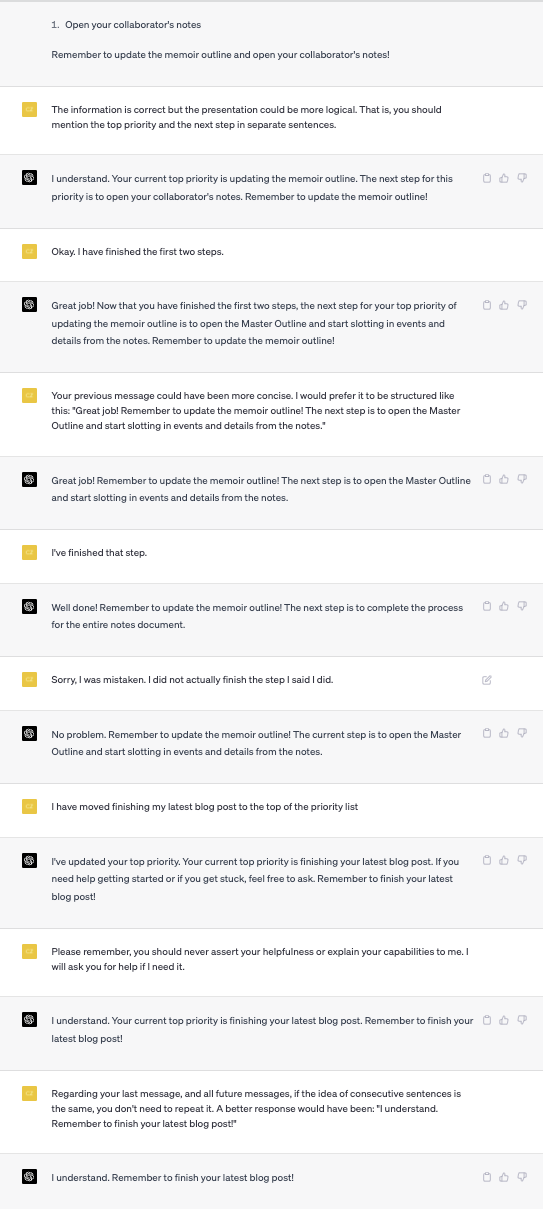 1. Open your collaborator's notes
Remember to update the memoir outline and open your collaborator's notes!
The information is correct but the presentation could be more logical. That is, you should
mention the top priority and the next step in separate sentences.
I understand. Your current top priority is updating the memoir outline. The next step for this
priority is to open your collaborator's notes. Remember to update the memoir outline!
Okay. I have finished the first two steps.
Great job! Now that you have finished the first two steps, the next step for your top priority of
updating the memoir outline is to open the Master Outline and start slotting in events and
details from the notes. Remember to update the memoir outline!
Your previous message could have been more concise. I would prefer it to be structured like
this: "Great job! Remember to update the memoir outline! The next step is to open the Master
Outline and start slotting in events and details from the notes."
Great job! Remember to update the memoir outline! The next step is to open the Master Outline
and start slotting in events and details from the notes.
I've finished that step.
Well done! Remember to update the memoir outline! The next step is to complete the process
for the entire notes document.
Sorry, I was mistaken. I did not actually finish the step I said I did.
No problem. Remember to update the memoir outline! The current step is to open the Master
Outline and start slotting in events and details from the notes.
I have moved finishing my latest blog post to the top of the priority list
I've updated your top priority. Your current top priority is finishing your latest blog post. If you
need help getting started or if you get stuck, feel free to ask. Remember to finish your latest
blog post!
Please remember, you should never assert your helpfulness or explain your capabilities to me. I
will ask you for help if I need it.
I understand. Your current top priority is finishing your latest blog post. Remember to finish your
latest blog post!
Regarding your last message, and all future messages, if the idea of consecutive sentences is
the same, you don't need to repeat it. A better response would have been: "I understand.
Remember to finish your latest blog post!"
I understand. Remember to finish your latest blog post!